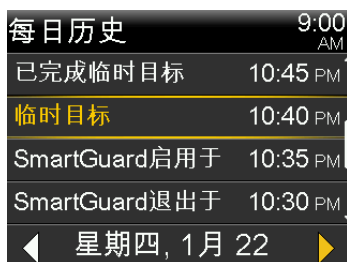 每日历史 9:00 AM
已完成临时目标 10:45 PM
临时目标 10:40 PM
SmartGuard启用于 10:35 PM
SmartGuard退出于 10:30 PM
星期四, 1月 22